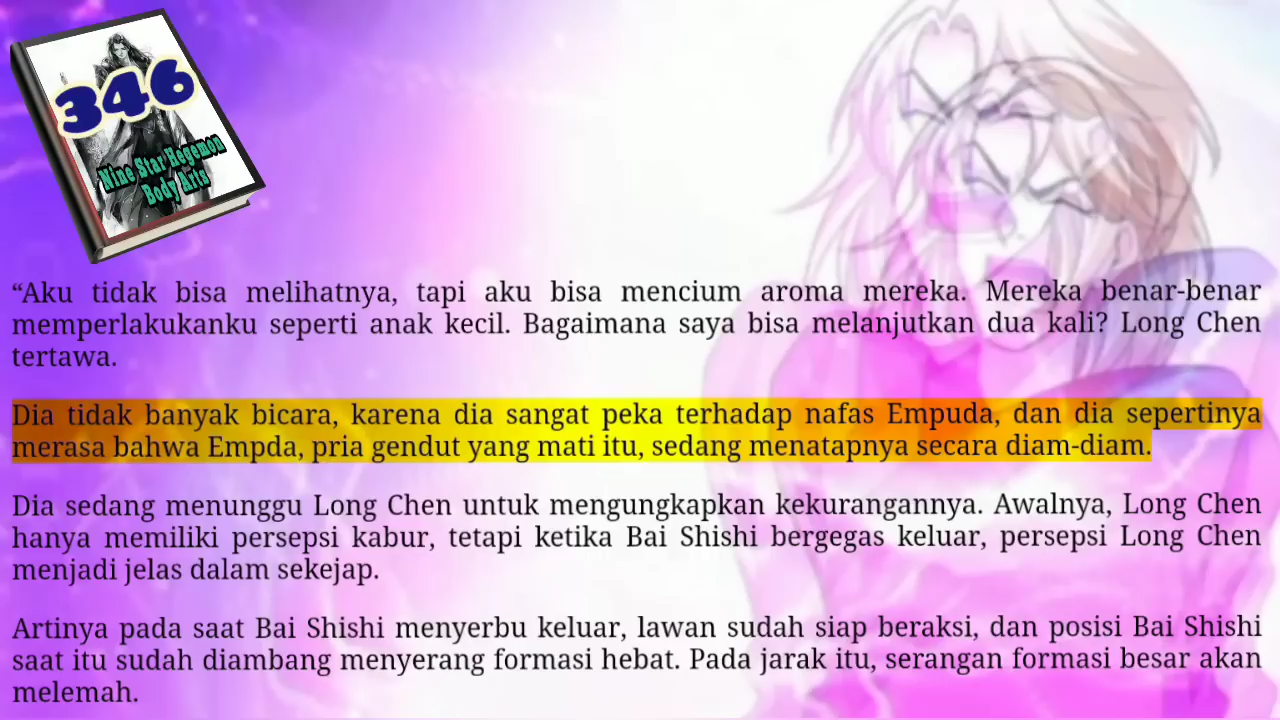 346
Nine Star Hegemon
Body Arts
“Aku tidak bisa melihatnya, tapi aku bisa mencium aroma mereka. Mereka benar-benar
memperlakukanku seperti anak kecil. Bagaimana saya bisa melanjutkan dua kali? Long Chen
tertawa.
Dia tidak banyak bicara, karena dia sangat peka terhadap nafas Empuda, dan dia sepertinya
merasa bahwa Empda, pria gendut yang mati itu, sedang menatapnya secara diam-diam.
Dia sedang menunggu Long Chen untuk mengungkapkan kekurangannya. Awalnya, Long Chen
hanya memiliki persepsi kabur, tetapi ketika Bai Shishi bergegas keluar, persepsi Long Chen
menjadi jelas dalam sekejap.
Artinya pada saat Bai Shishi menyerbu keluar, lawan sudah siap beraksi, dan posisi Bai Shishi
saat itu sudah diambang menyerang formasi hebat. Pada jarak itu, serangan formasi besar akan
melemah.